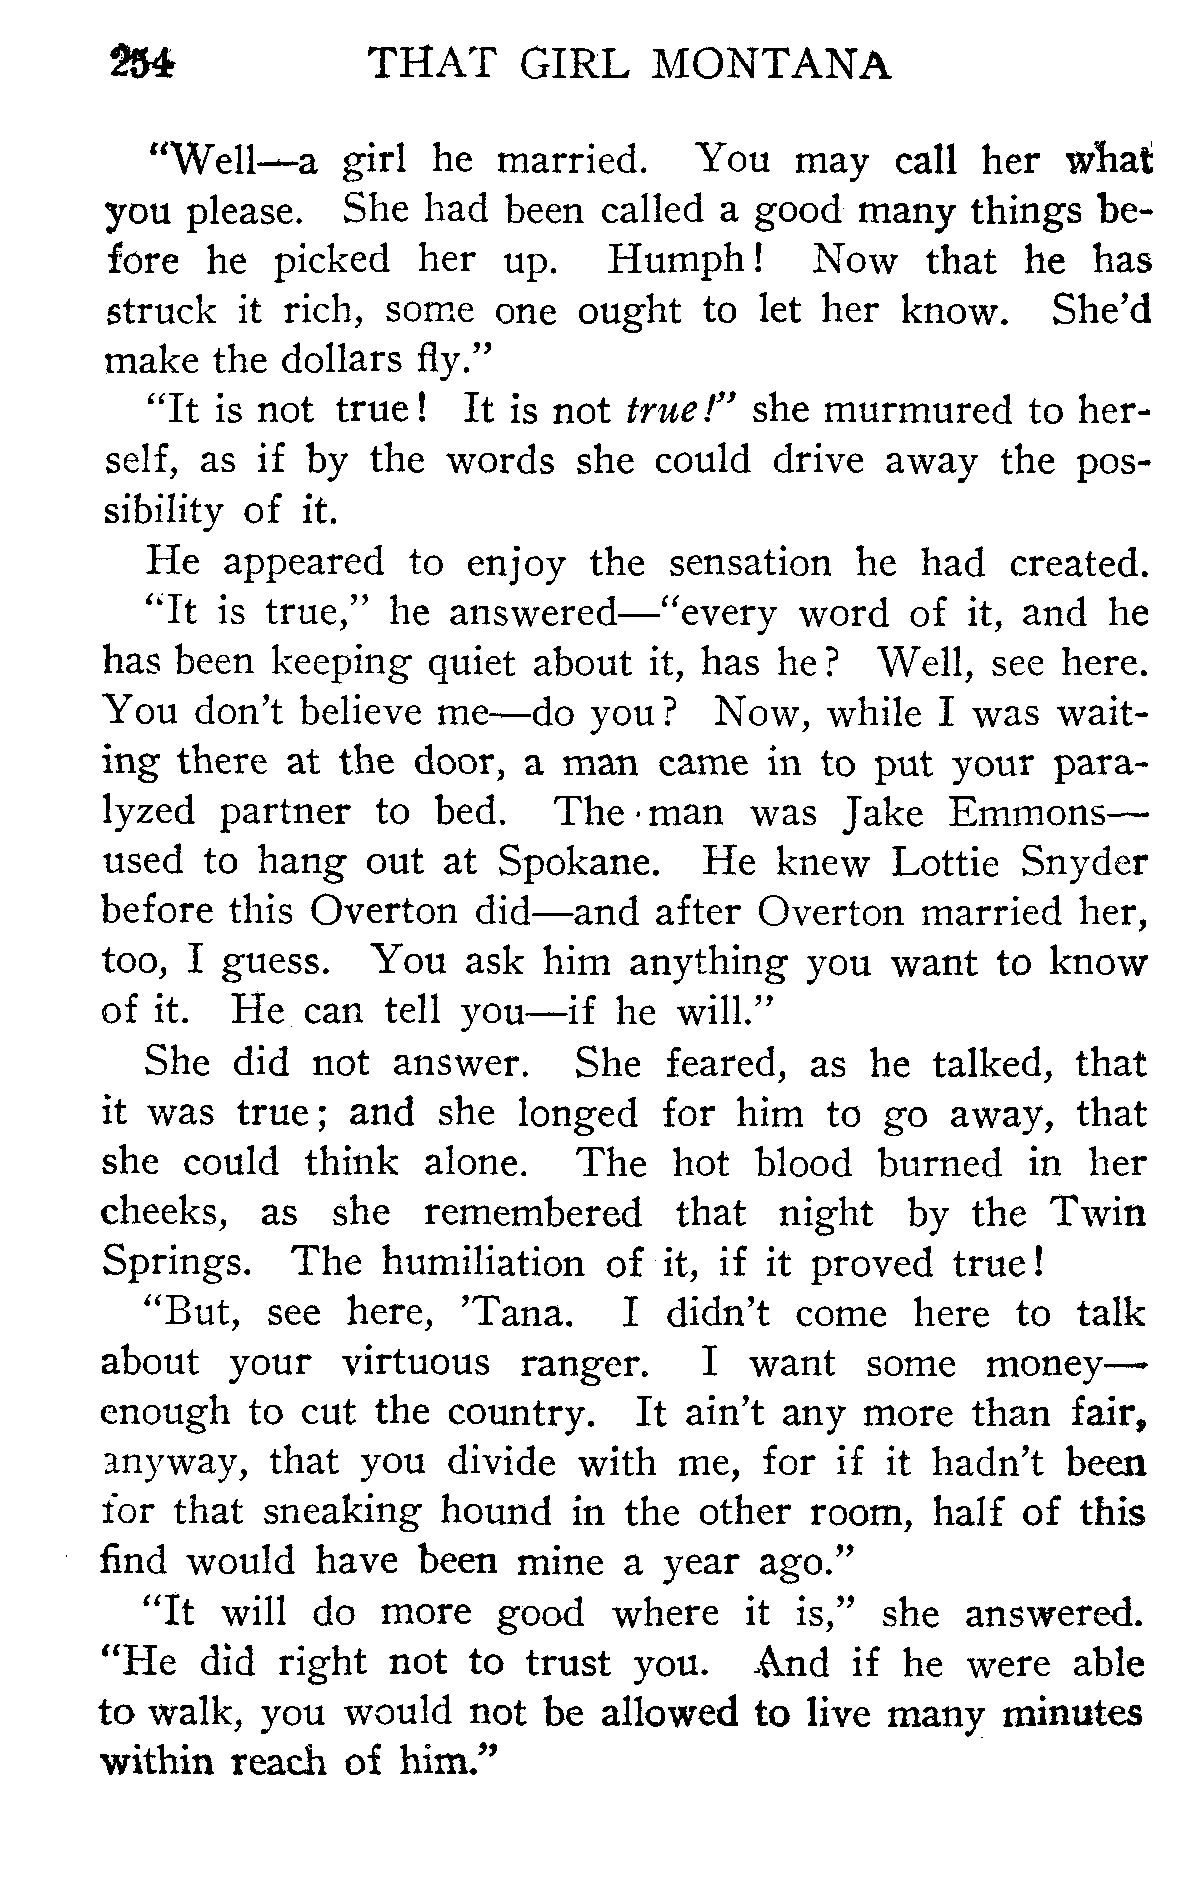 254 THAT GIRL MONTANA
“Well—a girl he married. You may call her what
you please. She had been called a good many things be-
fore he picked her up. Humph! Now that he has
struck it rich, some one ought to let her know. She’d
make the dollars fly.”
“It is not true! It is not true!” she murmured to her-
self, as if by the words she could drive away the pos-
sibility of it.
He appeared to enjoy the sensation he had created.
“It is true,” he answered—“every word of it, and he
has been keeping quiet about it, has he? Well, see here.
You don’t believe me—do you? Now, while I was wait-
ing there at the door, a man came in to put your para-
lyzed partner to bed. The man was Jake Emmons—
used to hang out at Spokane. He knew Lottie Snyder
before this Overton did—and after Overton married her,
too, I guess. You ask him anything you want to know
of it. He can tell you—if he will.”
She did not answer. She feared, as he talked, that
it was true; and she longed for him to go away, that
she could think alone. The hot blood burned in her
cheeks, as she remembered that night by the Twin
Springs. The humiliation of it, if it proved true!
“But, see here, ’Tana. I didn’t come here to talk
about your virtuous ranger. I want some money—
enough to cut the country. It ain’t any more than fair,
anyway, that you divide with me, for if it hadn’t been
for that sneaking hound in the other room, half of this
find would have been mine a year ago.”
“It will do more good where it is,” she answered.
“He did right not to trust you. And if he were able
to walk, you would not be allowed to live many minutes
within reach of him.”